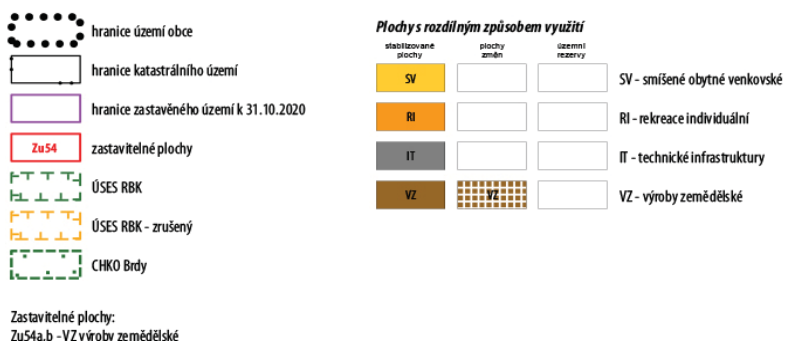 hranice území obce
hranice katastrálního území
hranice zastavěného území k 31.10.2020
Zu54 zastavitelné plochy
ÚSES RBK
ÚSES RBK - zrušený
CHKO Brdy
Zastavitelné plochy:
Zu54a,b - VZ výroby zemědělské
Plochy s rozdílným způsobem využití
stabilizované plochy
plochy změn
územní rezervy
SV SV - smíšené obytné venkovské
RI RI - rekreace individuální
IT IT - technické infrastruktury
VZ VZ VZ - výroby zemědělské